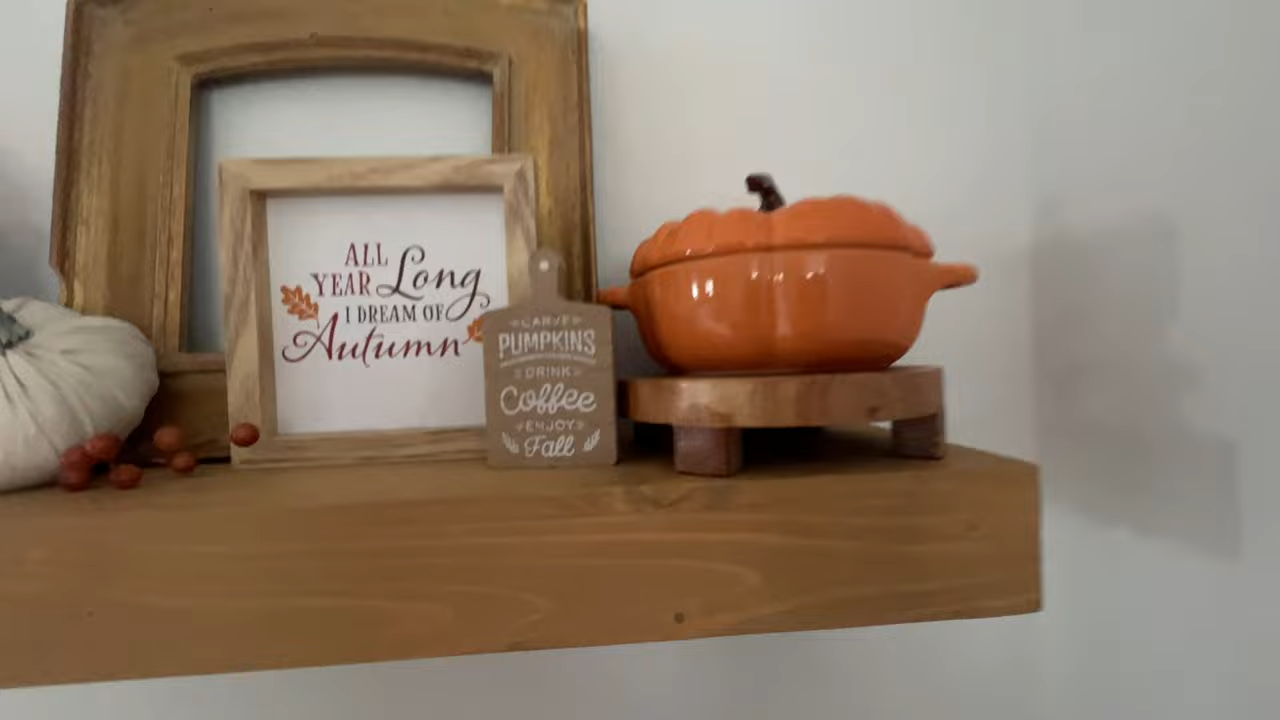 ALL
YEAR Long
I DREAM OF
Autumn
CARVE
PUMPKINS
DRINK
Coffee
ENJOY
Fall